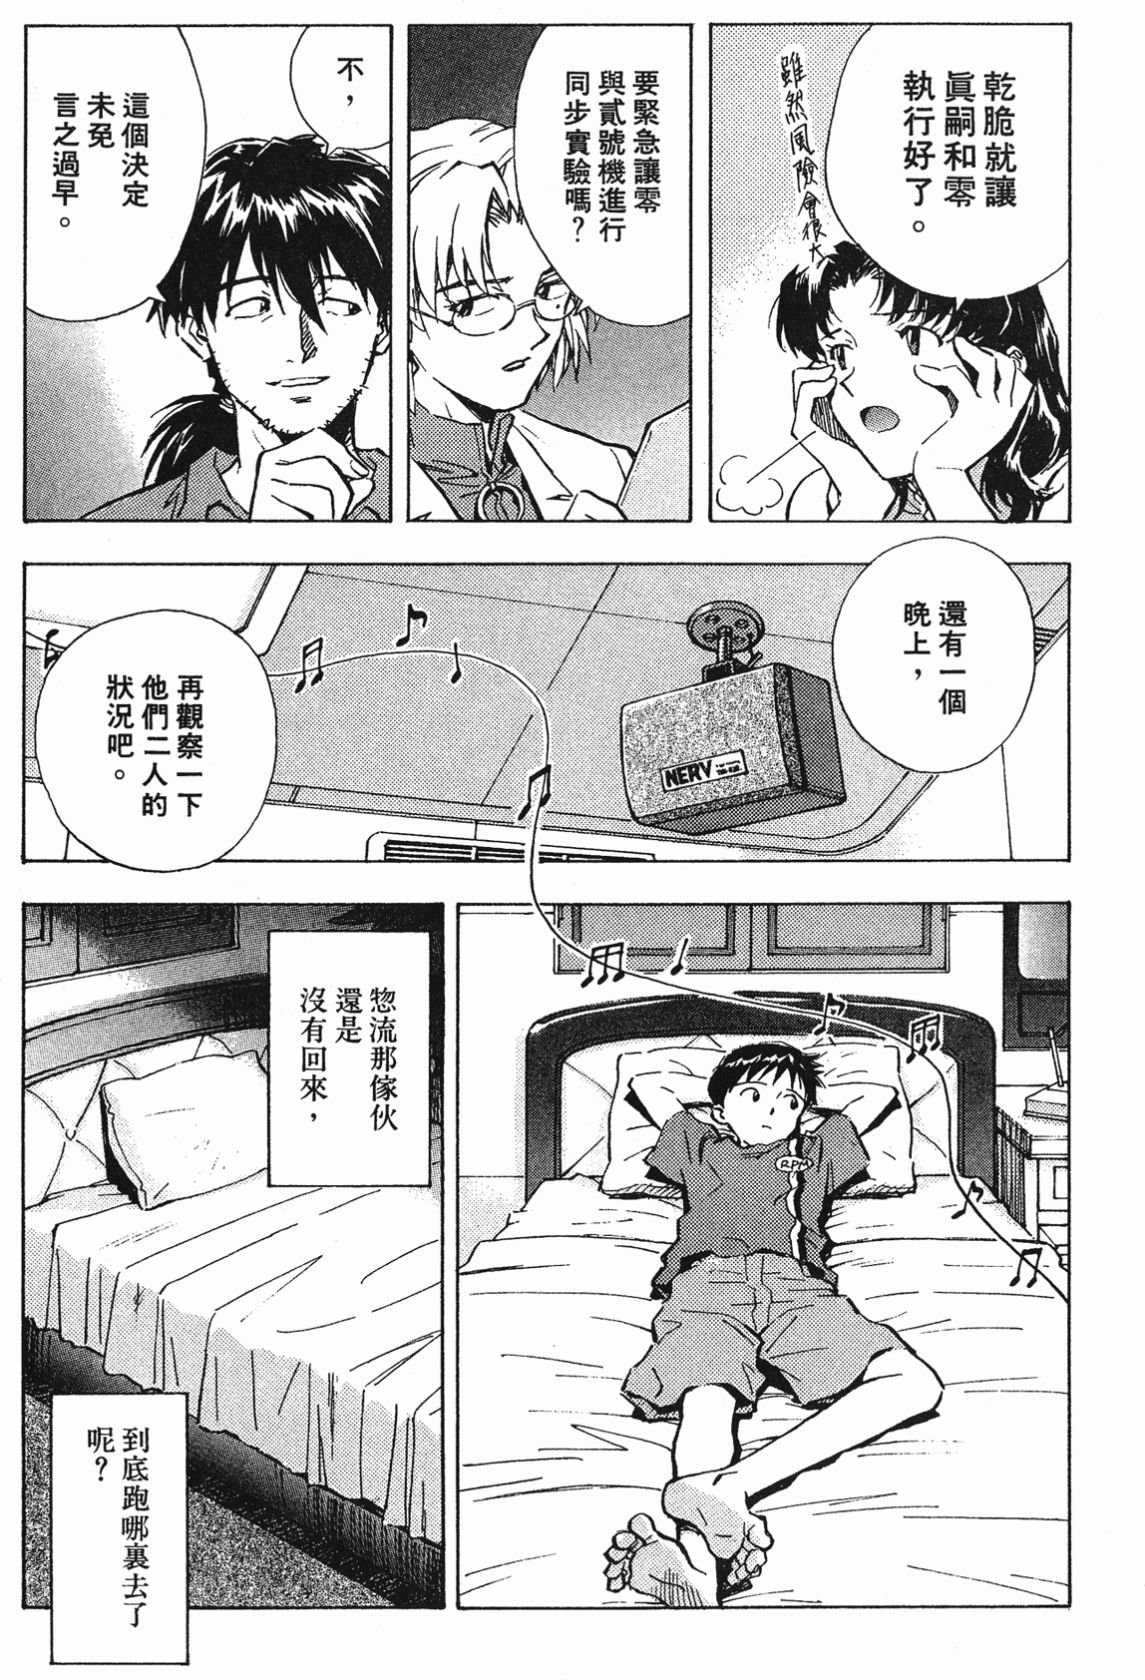 乾脆就讓
真嗣和零
執行好了。
雖然風險會很大
要緊急讓零
與貳號機進行
同步實驗嗎？
不，
這個決定
未免
言之過早。
還有一個
晚上，
NERV
再觀察一下
他們二人的
狀況吧。
RPM
惣流那傢伙
還是
沒有回來，
到底跑哪裏去了
呢？